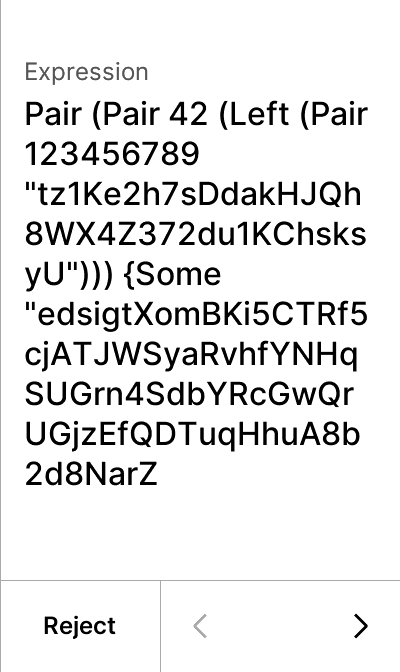 Expression
Pair (Pair 42 (Left (Pair
123456789
"tz1Ke2h7sDdakHJQh
8WX4Z372du1KChsks
yU"))) {Some
"edsigtXomBKi5CTRf5
cjATJWSyaRvhfYNHq
SUGrn4SdbYRcGwQr
UGjzEfQDTuqHhuA8b
2d8NarZ
Reject